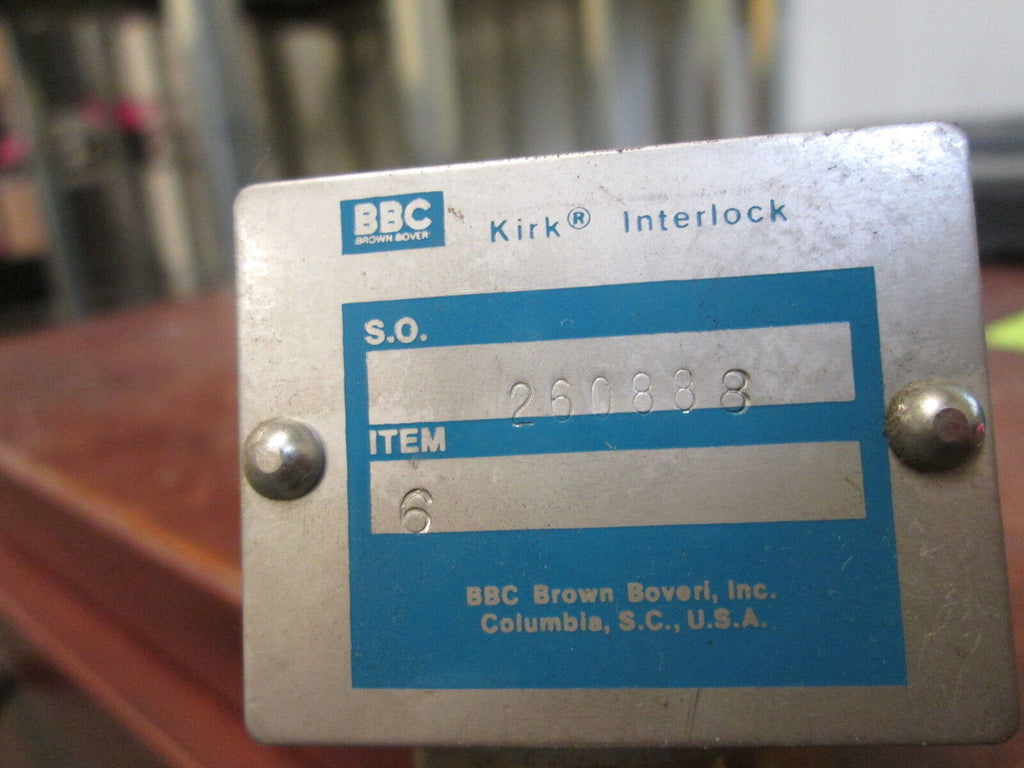 BBC
BROWN BOVERI
Kirk® Interlock
S.O.
260888
ITEM
6
BBC Brown Boveri, Inc.
Columbia, S.C., U.S.A.